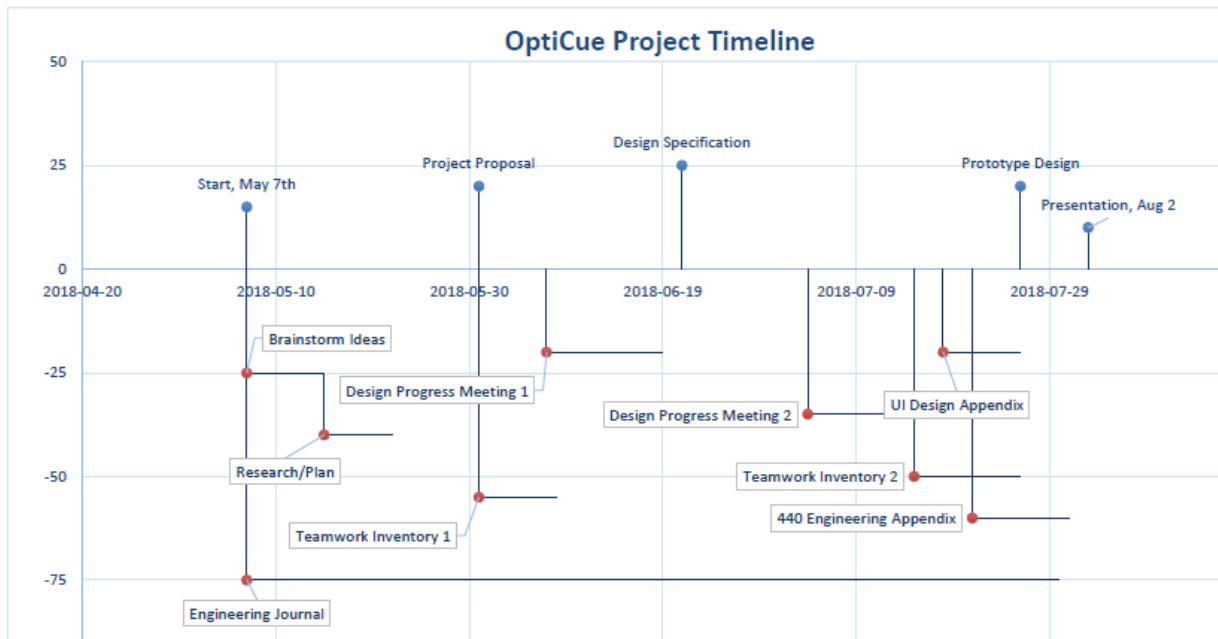 OptiCue Project Timeline
50
Design Specification
Project Proposal
Prototype Design
25
Start, May 7th
Presentation, Aug 2
0
2018-04-20
2018-05-10
2018-05-30
2018-06-19
2018-07-09
2018-07-29
Brainstorm Ideas
-25
Design Progress Meeting 1
UI Design Appendix
Design Progress Meeting 2
Research/Plan
-50
Teamwork Inventory 2
440 Engineering Appendix
Teamwork Inventory 1
-75
Engineering Journal